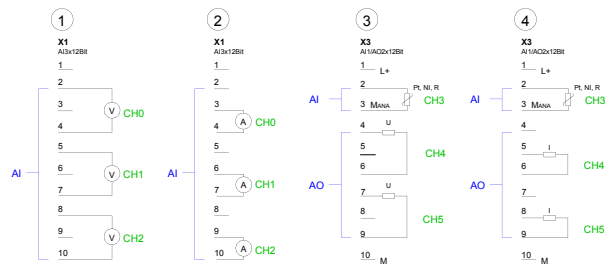 1
X1
AI3x12Bit
1
2
3
4
5
6
7
8
9
10
AI
V
CH0
V
CH1
V
CH2
2
X1
AI3x12Bit
1
2
3
4
5
6
7
8
9
10
AI
A
CH0
A
CH1
A
CH2
3
X3
AI1/AO2x12Bit
1 L+
2
3 MANA
Pt, NI, R
CH3
AI
4
5
6
U
CH4
7
8
9
U
CH5
AO
10 M
4
X3
AI1/AO2x12Bit
1 L+
2
3 MANA
Pt, NI, R
CH3
AI
4
5
6
I
CH4
7
8
9
I
CH5
AO
10 M